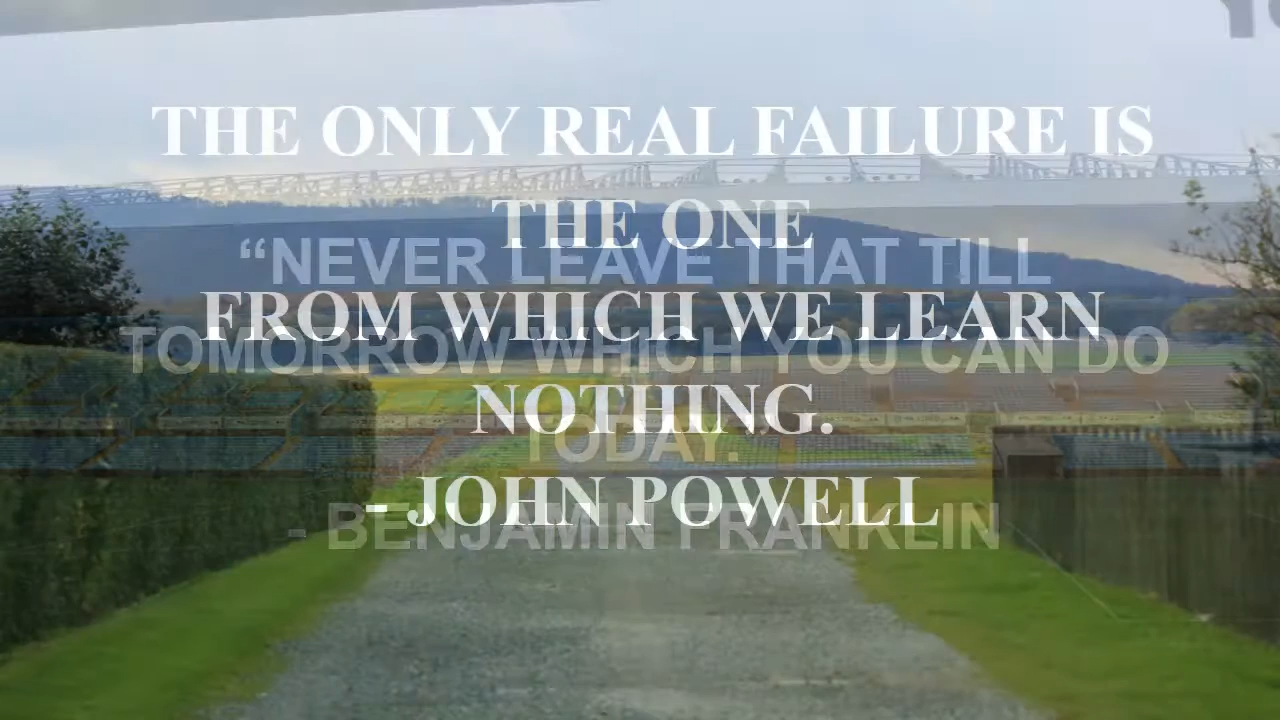 THE ONLY REAL FAILURE IS
THE ONE
FROM WHICH WE LEARN
NOTHING.
- JOHN POWELL
“NEVER LEAVE THAT TILL
TOMORROW WHICH YOU CAN DO
TODAY.
- BENJAMIN FRANKLIN